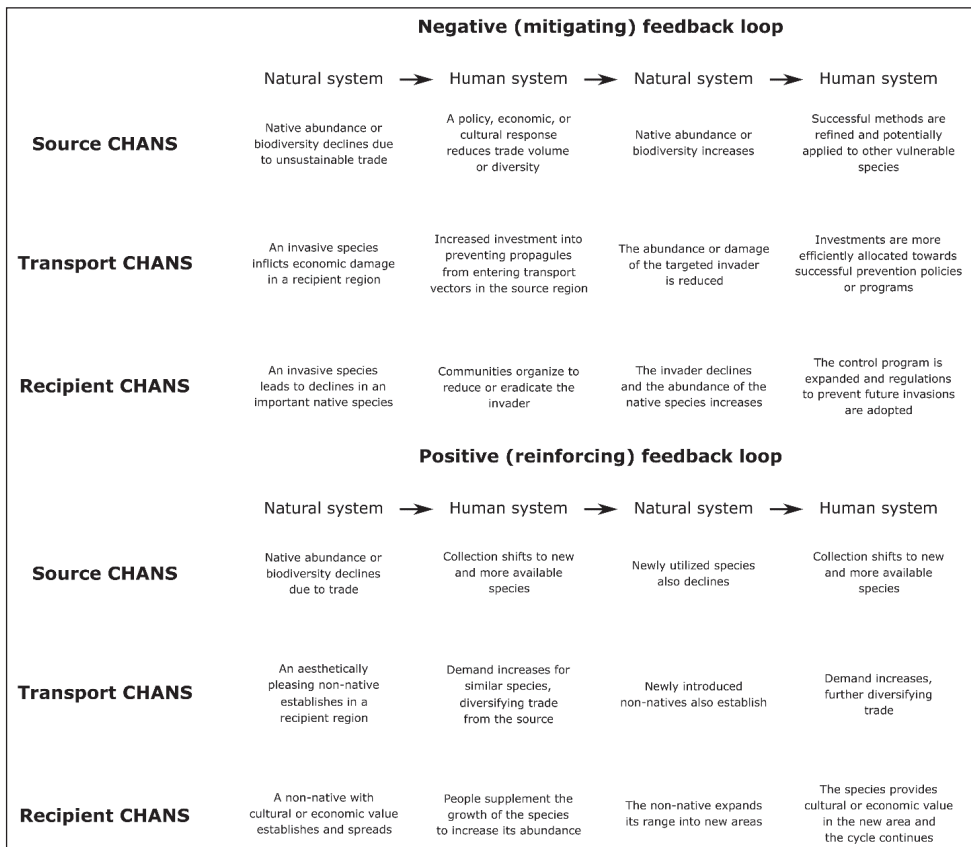 Negative (mitigating) feedback loop
Natural system → Human system → Natural system → Human system
Source CHANS
Native abundance or
biodiversity declines due
to unsustainable trade
A policy, economic, or
cultural response
reduces trade volume
or diversity
Native abundance or
biodiversity increases
Successful methods are
refined and potentially
applied to other vulnerable
species
Transport CHANS
An invasive species
inflicts economic damage
in a recipient region
Increased investment into
preventing propagules
from entering transport
vectors in the source region
The abundance or damage
of the targeted invader
is reduced
Investments are more
efficiently allocated towards
successful prevention policies
or programs
Recipient CHANS
An invasive species
leads to declines in an
important native species
Communities organize to
reduce or eradicate the
invader
The invader declines
and the abundance of the
native species increases
The control program is
expanded and regulations
to prevent future invasions
are adopted
Positive (reinforcing) feedback loop
Natural system → Human system → Natural system → Human system
Source CHANS
Native abundance or
biodiversity declines
due to trade
Collection shifts to new
and more available
species
Newly utilized species
also declines
Collection shifts to new
and more available
species
Transport CHANS
An aesthetically
pleasing non-native
establishes in a
recipient region
Demand increases for
similar species,
diversifying trade
from the source
Newly introduced
non-natives also establish
Demand increases,
further diversifying
trade
Recipient CHANS
A non-native with
cultural or economic value
establishes and spreads
People supplement the
growth of the species
to increase its abundance
The non-native expands
its range into new areas
The species provides
cultural or economic value
in the new area and
the cycle continues